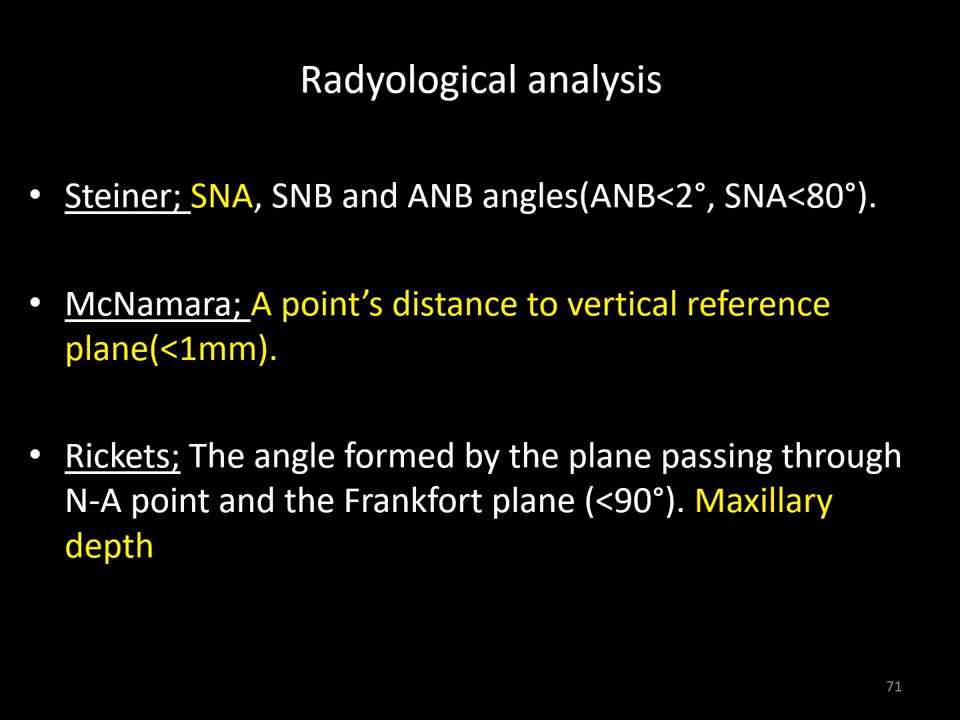 Radyological analysis
• Steiner; SNA, SNB and ANB angles(ANB<2°, SNA<80°).
• McNamara; A point’s distance to vertical reference
plane(<1mm).
• Rickets; The angle formed by the plane passing through
N-A point and the Frankfort plane (<90°). Maxillary
depth
71